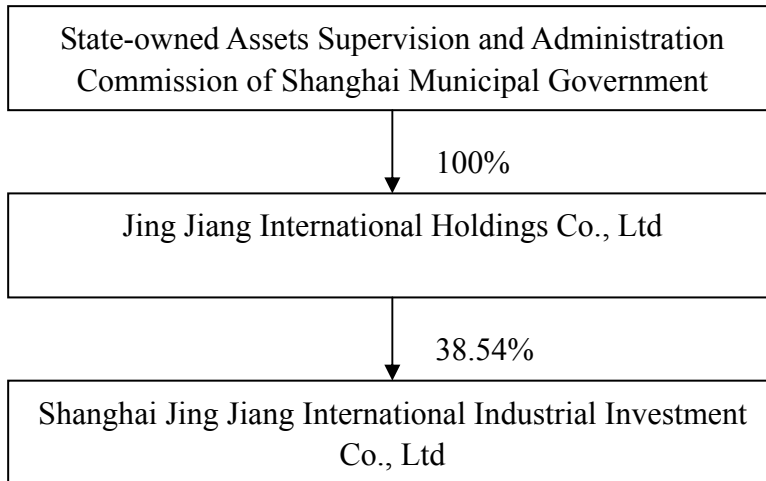 State-owned Assets Supervision and Administration
Commission of Shanghai Municipal Government
100%
Jing Jiang International Holdings Co., Ltd
38.54%
Shanghai Jing Jiang International Industrial Investment
Co., Ltd